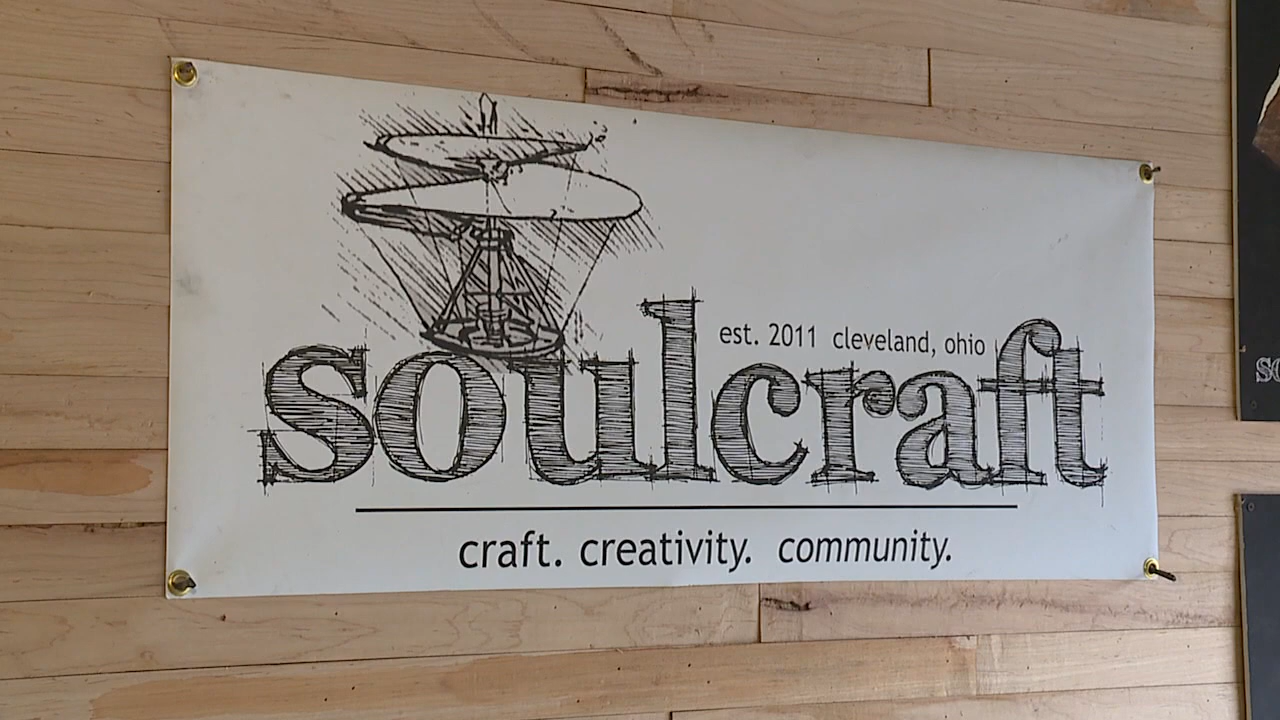 est. 2011 cleveland, ohio
soulcraft
craft. creativity. community.